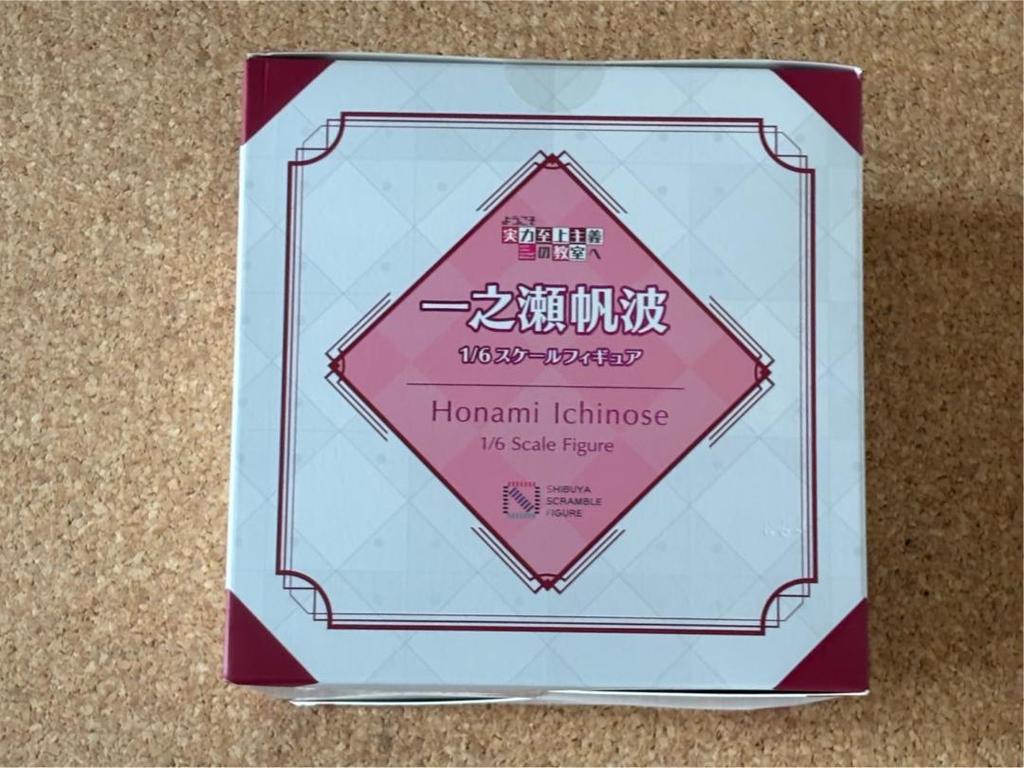 ようこそ
実力至上主義
の教室へ
一之瀬帆波
1/6 スケールフィギュア
Honami Ichinose
1/6 Scale Figure
SHIBUYA
SCRAMBLE
FIGURE